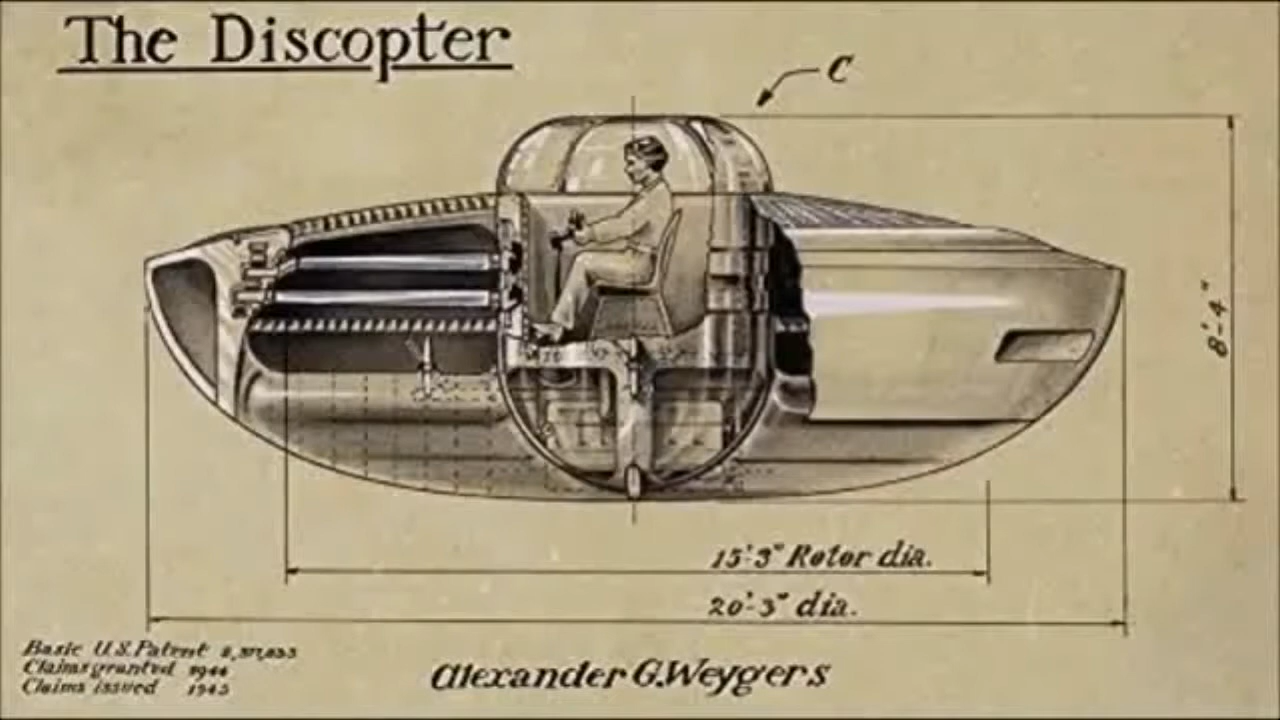 The Discopter
C
8'-4"
15'-3" Rotor dia.
20'-3" dia.
Basic U.S. Patent
Claims granted 1944
Claims issued 1945
Alexander G. Weygers